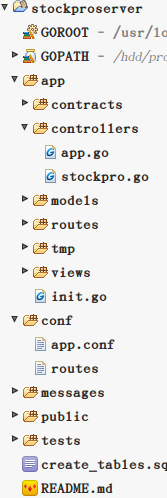 stockproserver
GOROOT - /usr/lo
GOPATH - /hdd/pro
app
contracts
controllers
app.go
stockpro.go
models
routes
tmp
views
init.go
conf
app.conf
routes
messages
public
tests
create_tables.sq
README.md